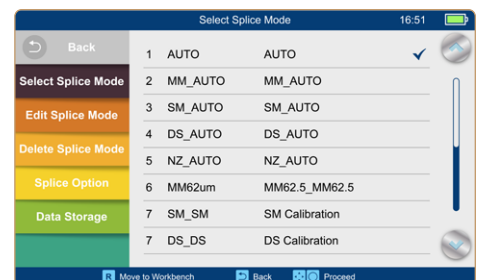 Select Splice Mode 16:51
Back
Select Splice Mode
Edit Splice Mode
Delete Splice Mode
Splice Option
Data Storage
1 AUTO AUTO
2 MM_AUTO MM_AUTO
3 SM_AUTO SM_AUTO
4 DS_AUTO DS_AUTO
5 NZ_AUTO NZ_AUTO
6 MM62um MM62.5_MM62.5
7 SM_SM SM Calibration
7 DS_DS DS Calibration
R Move to Workbench Back Proceed